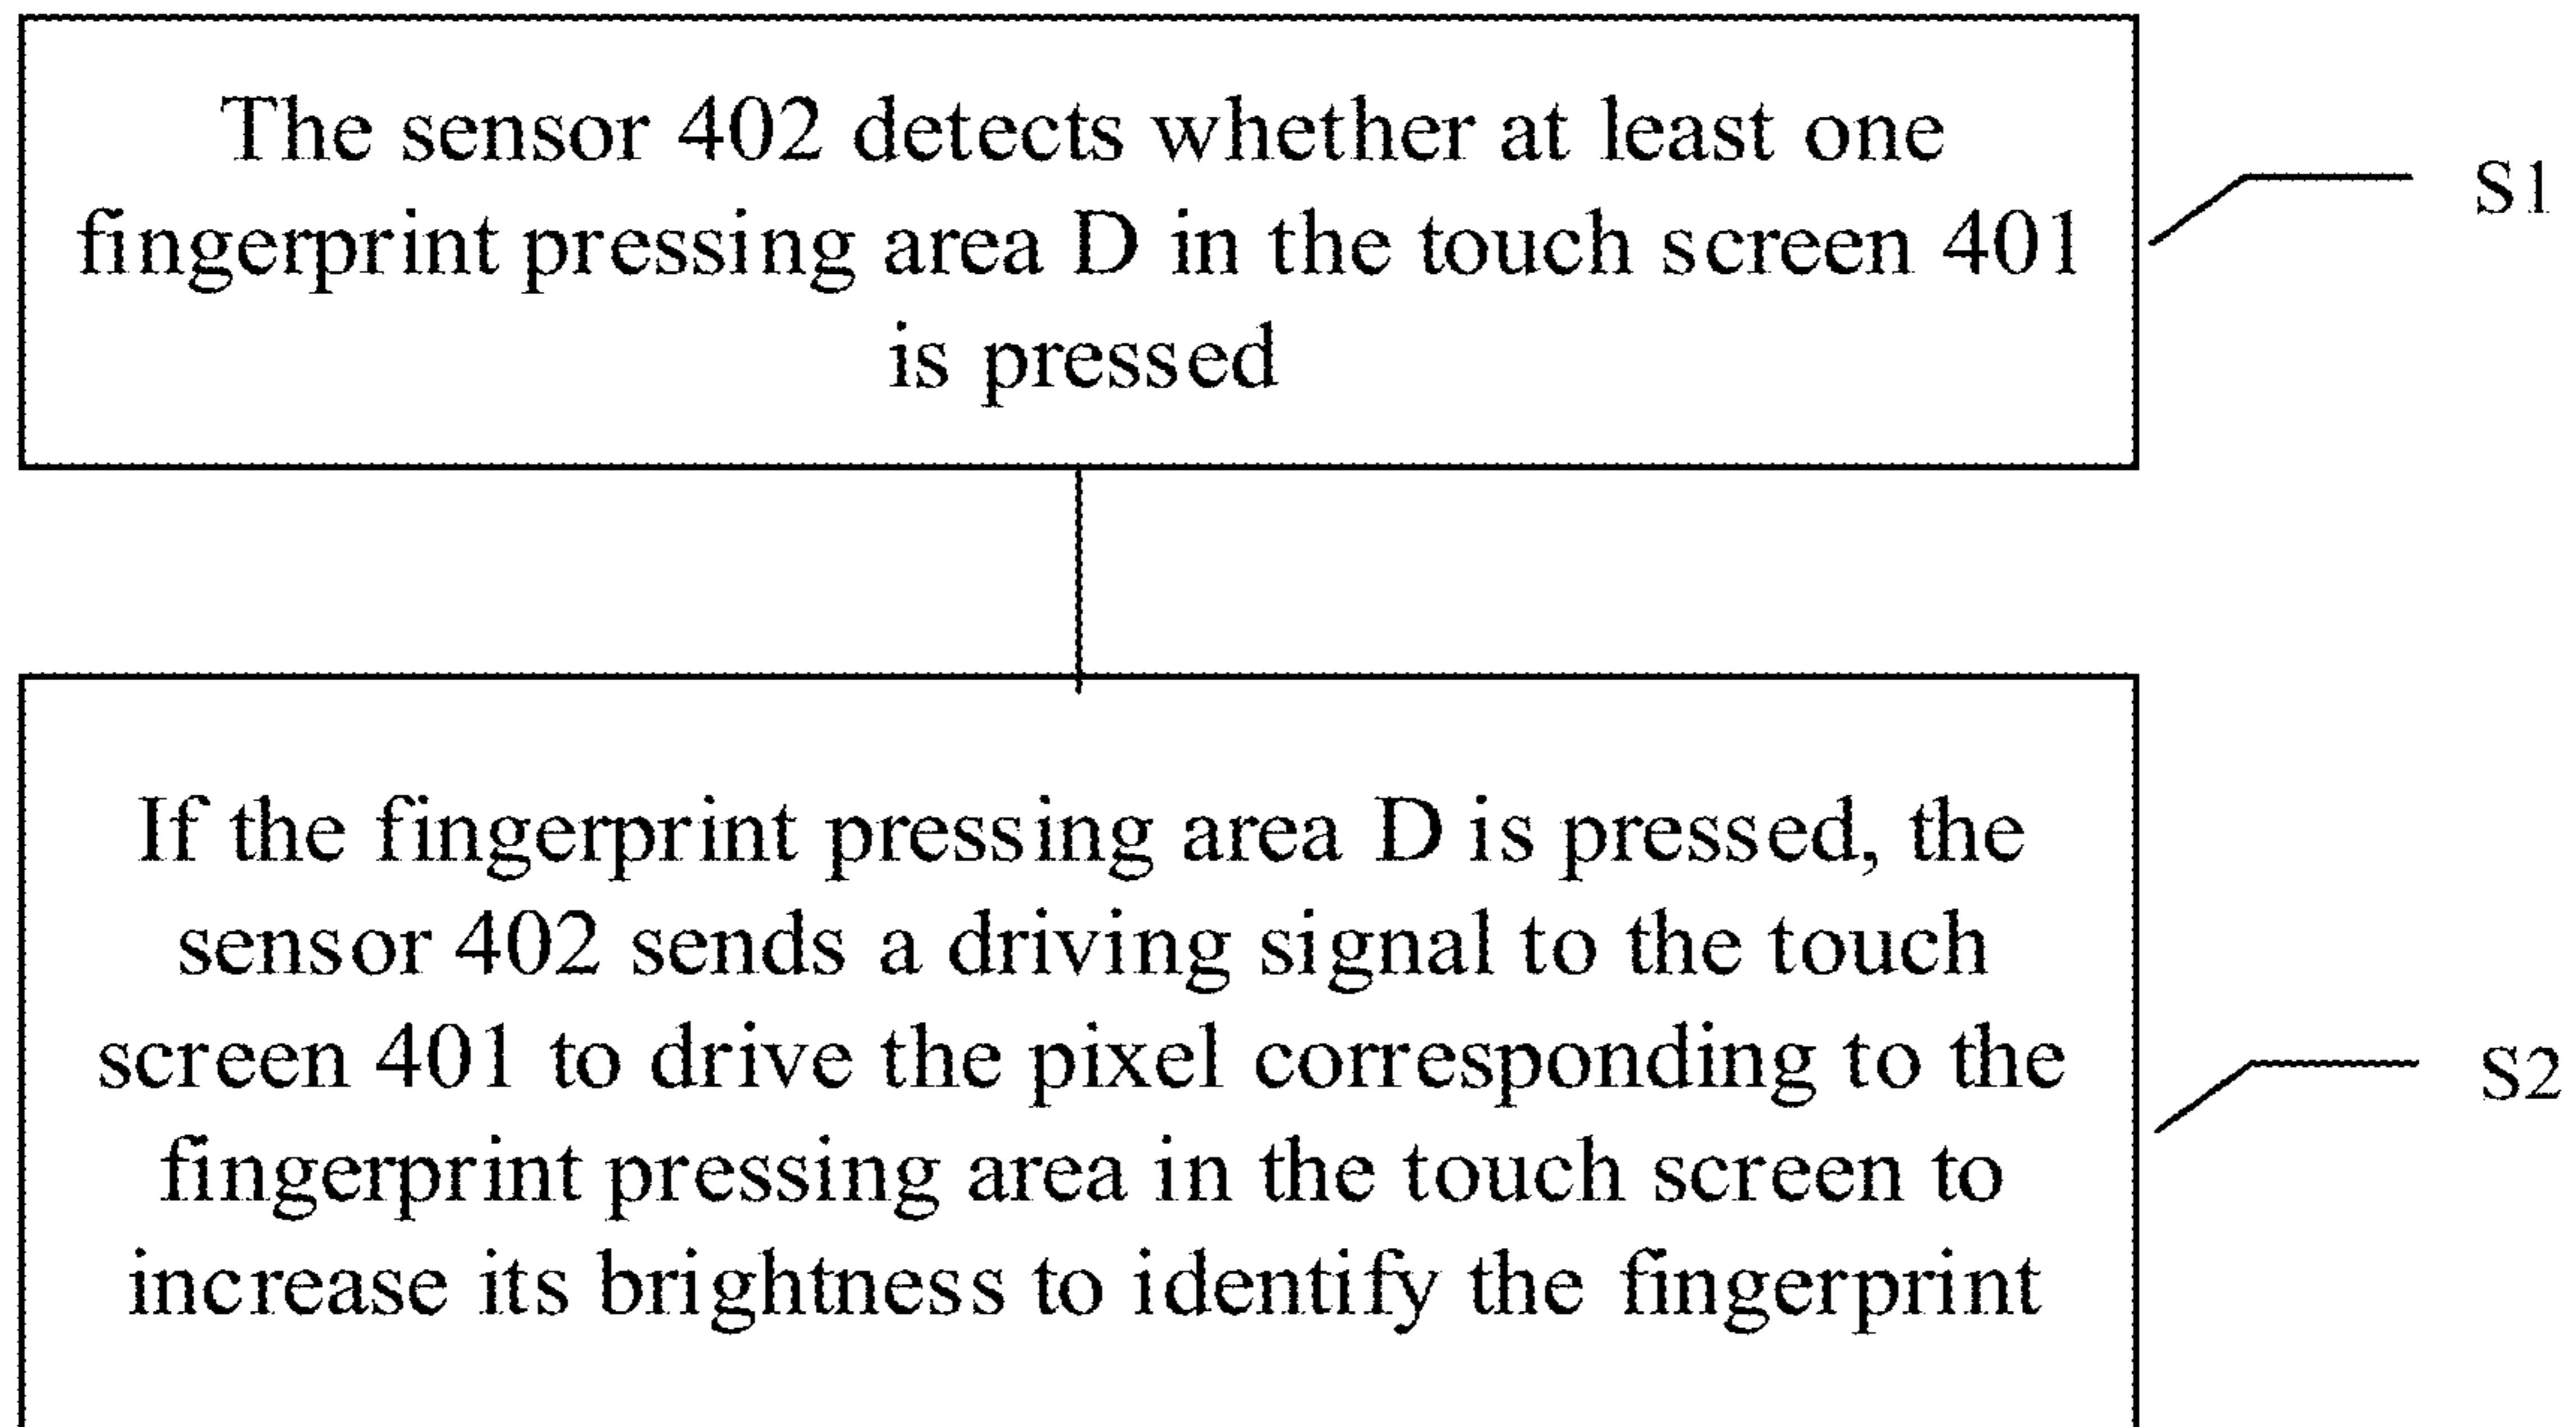 The sensor 402 detects whether at least one
fingerprint pressing area D in the touch screen 401
is pressed
S1
If the fingerprint pressing area D is pressed, the
sensor 402 sends a driving signal to the touch
screen 401 to drive the pixel corresponding to the
fingerprint pressing area in the touch screen to
increase its brightness to identify the fingerprint
S2